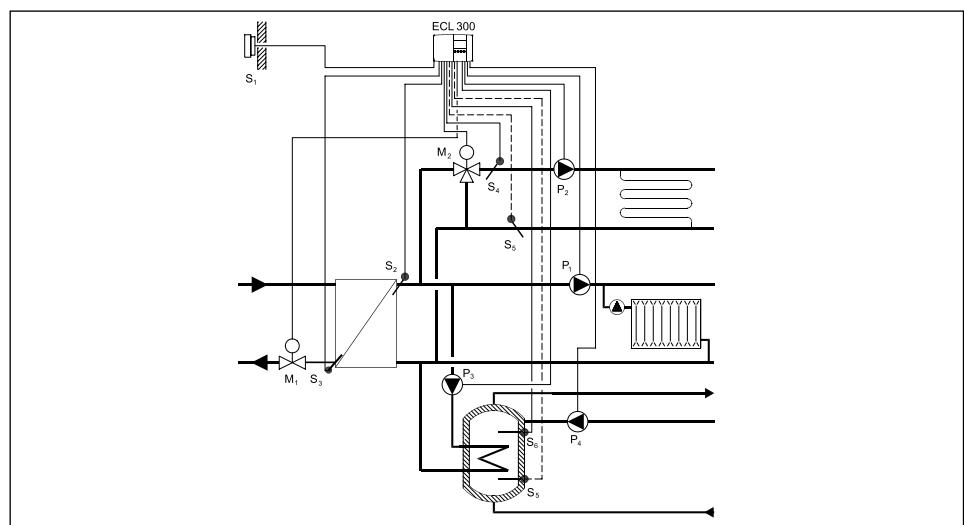 ECL 300
S₁
M₂
S₄
P₂
S₅
S₂
P₁
M₁
S₃
P₃
P₄
S₆
S₅